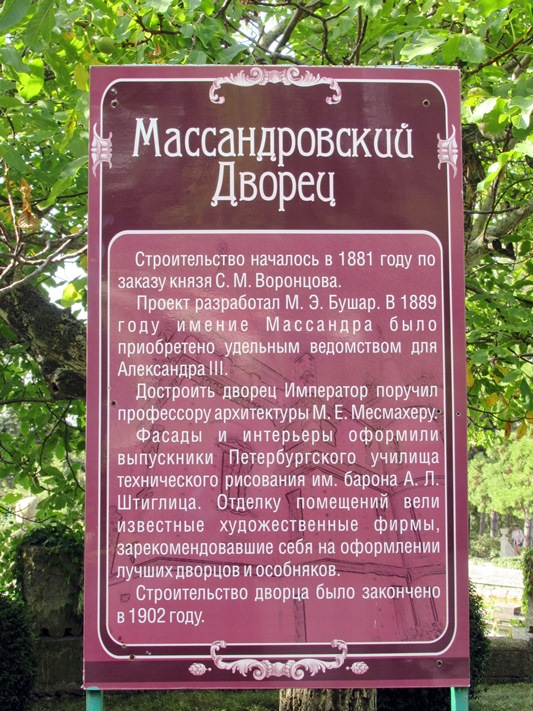 Массандровский
Дворец
Строительство началось в 1881 году по
заказу князя С. М. Воронцова.
Проект разработал М. Э. Бушар. В 1889
году имение Массандра было
приобретено удельным ведомством для
Александра III.
Достроить дворец Император поручил
профессору архитектуры М. Е. Месмахеру.
Фасады и интерьеры оформили
выпускники Петербургского училища
технического рисования им. барона А. Л.
Штиглица. Отделку помещений вели
известные художественные фирмы,
зарекомендовавшие себя на оформлении
лучших дворцов и особняков.
Строительство дворца было закончено
в 1902 году.